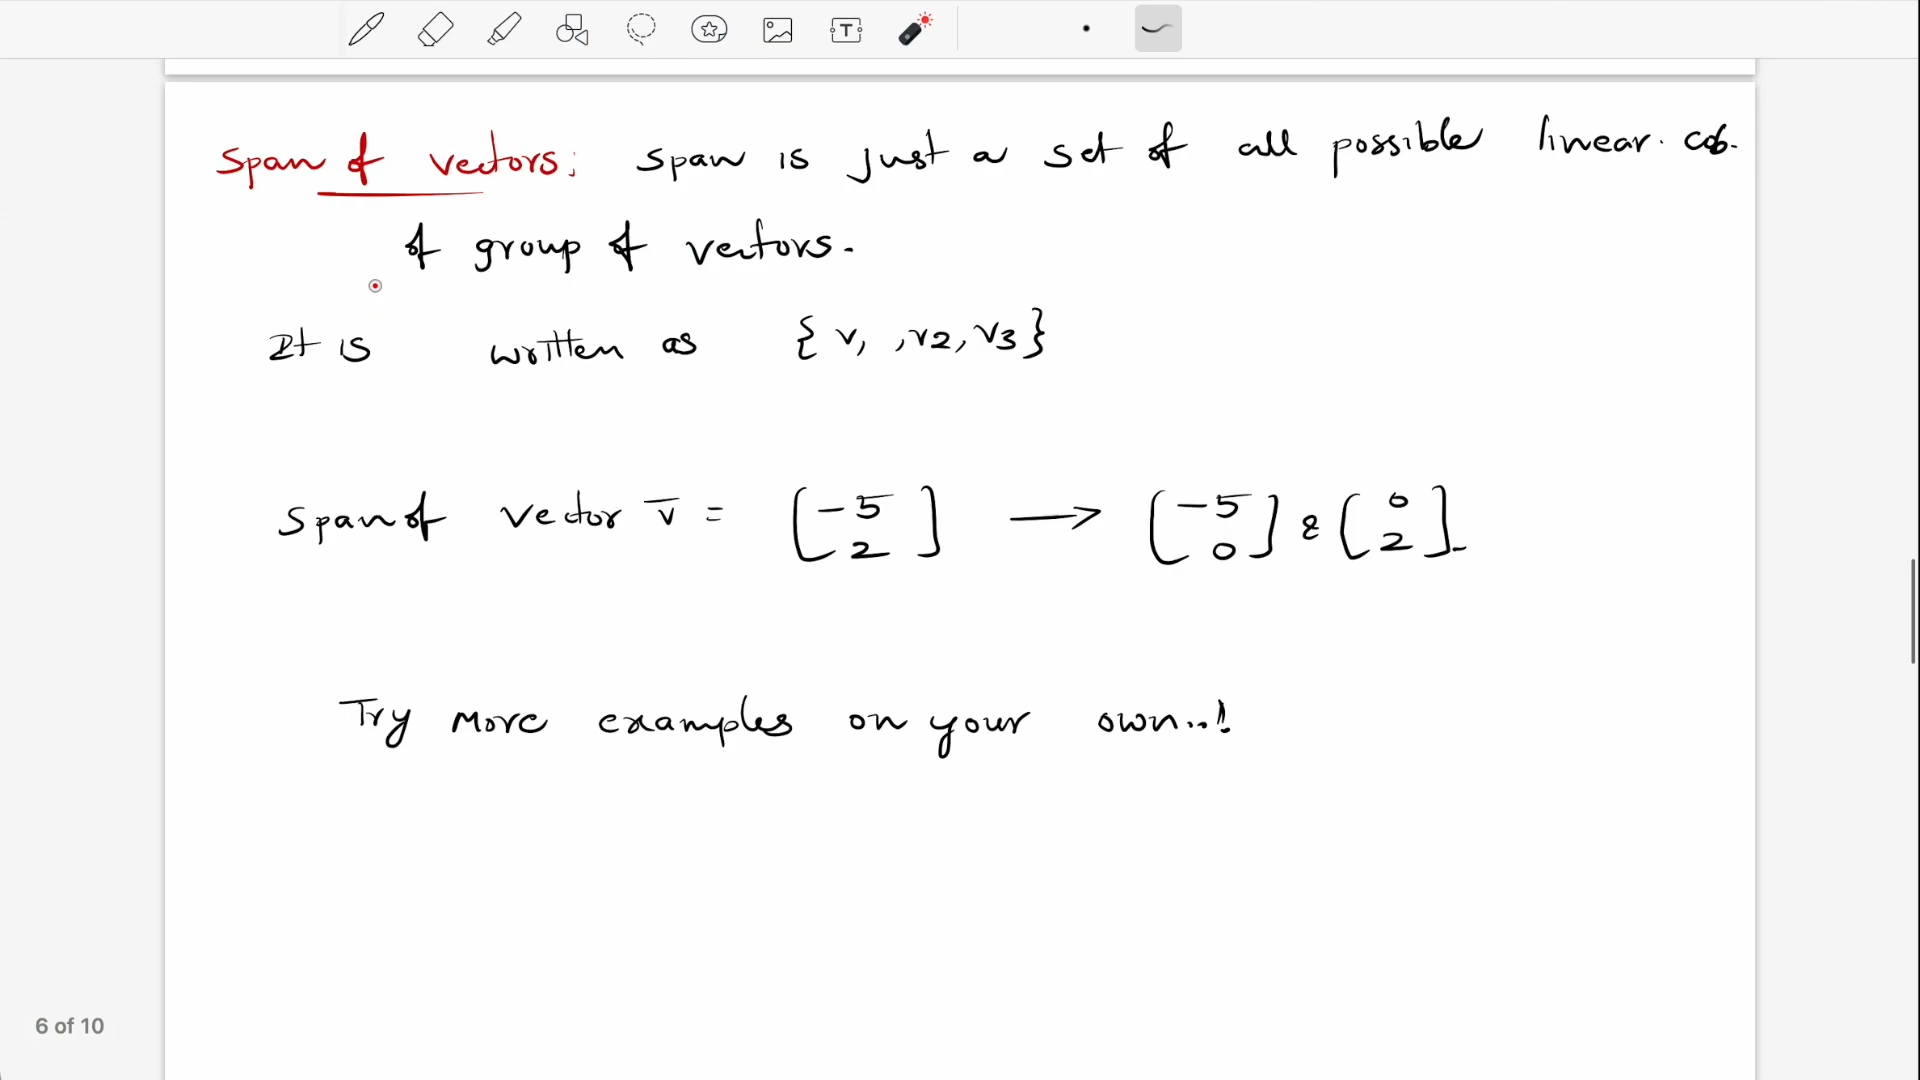 Span of vectors: span is just a set of all possible linear. cob.
of group of vectors.
It is written as { v1, v2, v3 }
Span of vector v̅ = [-5 2] → [-5 0] & [0 2].
Try more examples on your own..!
6 of 10